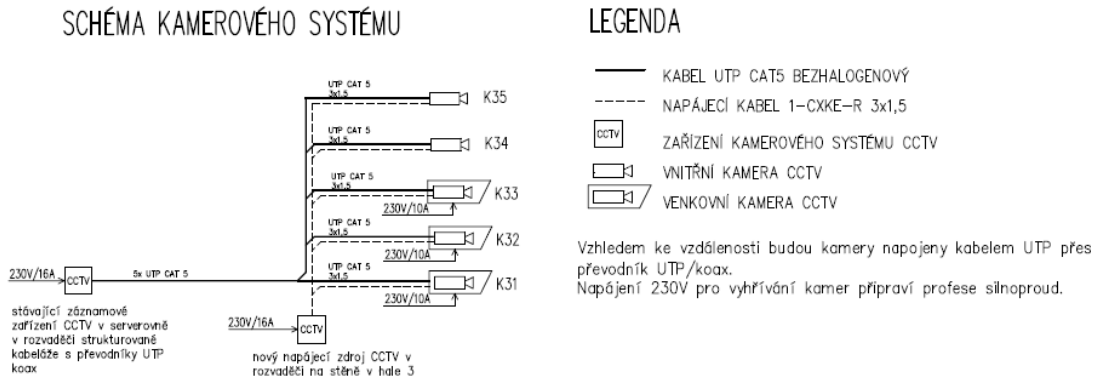 SCHÉMA KAMEROVÉHO SYSTÉMU
UTP CAT 5
3x1,5
K35
UTP CAT 5
3x1,5
K34
UTP CAT 5
3x1,5
K33
230V/10A
UTP CAT 5
3x1,5
K32
230V/10A
UTP CAT 5
3x1,5
K31
230V/10A
230V/16A
CCTV
5x UTP CAT 5
stávající záznamové
zařízení CCTV v serverovně
v rozvaděči strukturované
kabeláže s převodníky UTP
koax
230V/16A
CCTV
nový napájecí zdroj CCTV v
rozvaděči na stěně v hale 3
LEGENDA
KABEL UTP CAT5 BEZHALOGENOVÝ
NAPÁJECÍ KABEL 1-CXKE-R 3x1,5
CCTV
ZAŘÍZENÍ KAMEROVÉHO SYSTÉMU CCTV
VNITŘNÍ KAMERA CCTV
VENKOVNÍ KAMERA CCTV
Vzhledem ke vzdálenosti budou kamery napojeny kabelem UTP přes
převodník UTP/koax.
Napájení 230V pro vyhřívání kamer připraví profese silnoproud.